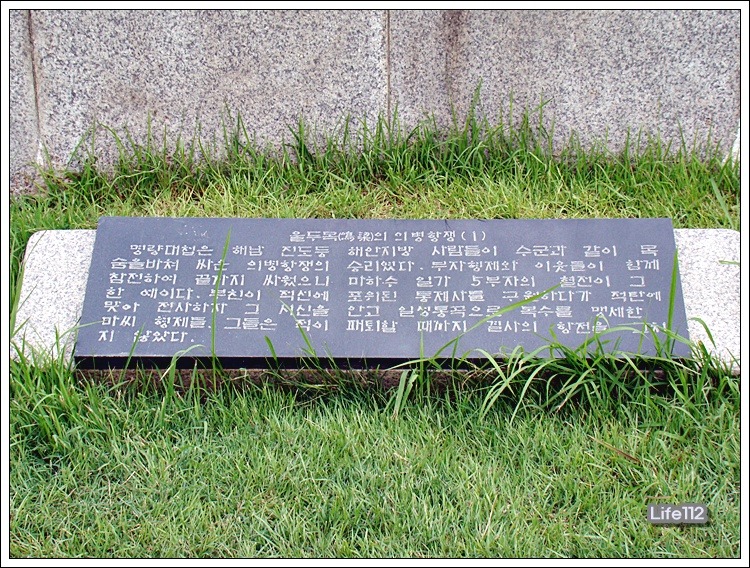 울두목(鳴梁)의 의병항쟁(1)
명량대첩은 해남 진도등 해안지방 사람들이 수군과 같이 목
숨을바쳐 싸운 의병항쟁의 승리였다. 부자형제와 이웃들이 함께
참전하여 끝까지 싸웠으니 마하수 일가 5부자의 혈전이 그
한 예이다. 부친이 적선에 포위된 통제사를 구원하다가 적탄에
맞아 전사하자 그 시신을 안고 일성통곡으로 복수를 맹세한
마씨 형제들, 그들은 적이 패퇴할 때까지 결사의 항전을
지 않았다.
Life112